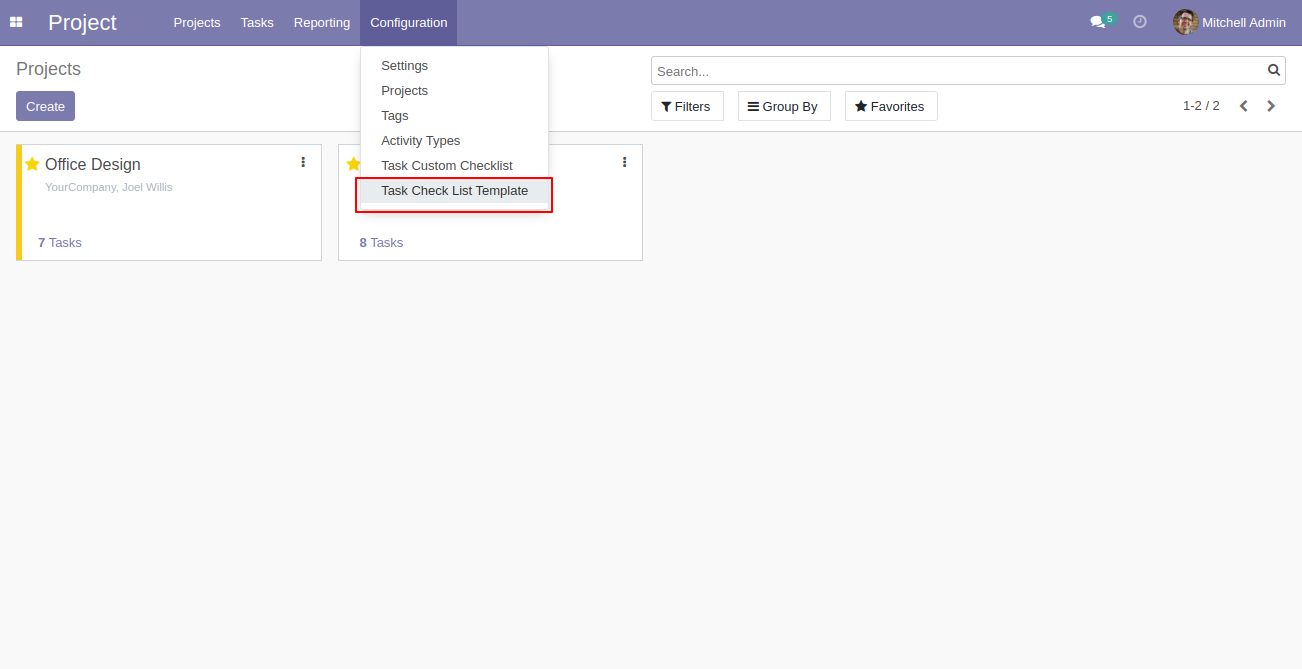 Project
Projects
Tasks
Reporting
Configuration
5
Mitchell Admin
Projects
Create
Settings
Projects
Tags
Activity Types
Task Custom Checklist
Task Check List Template
Search...
Filters
Group By
Favorites
1-2 / 2
Office Design
YourCompany, Joel Willis
7 Tasks
8 Tasks